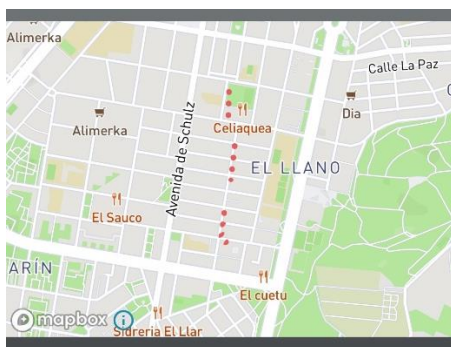 Alimerka
Calle La Paz
Dia
Celiaquea
Alimerka
Avenida de Schulz
EL LLANO
El Sauco
ARÍN
El cuetu
mapbox
Sidreria El Llar